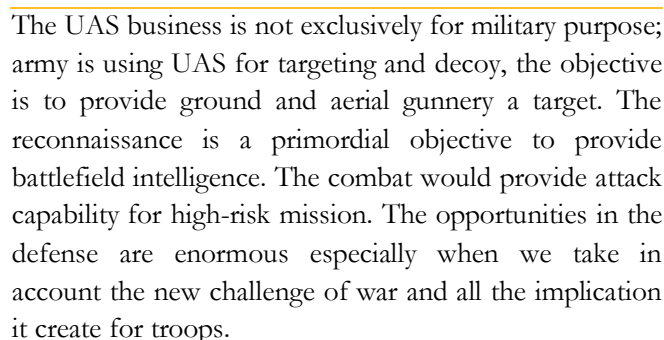 The UAS business is not exclusively for military purpose;
army is using UAS for targeting and decoy, the objective
is to provide ground and aerial gunnery a target. The
reconnaissance is a primordial objective to provide
battlefield intelligence. The combat would provide attack
capability for high-risk mission. The opportunities in the
defense are enormous especially when we take in
account the new challenge of war and all the implication
it create for troops.